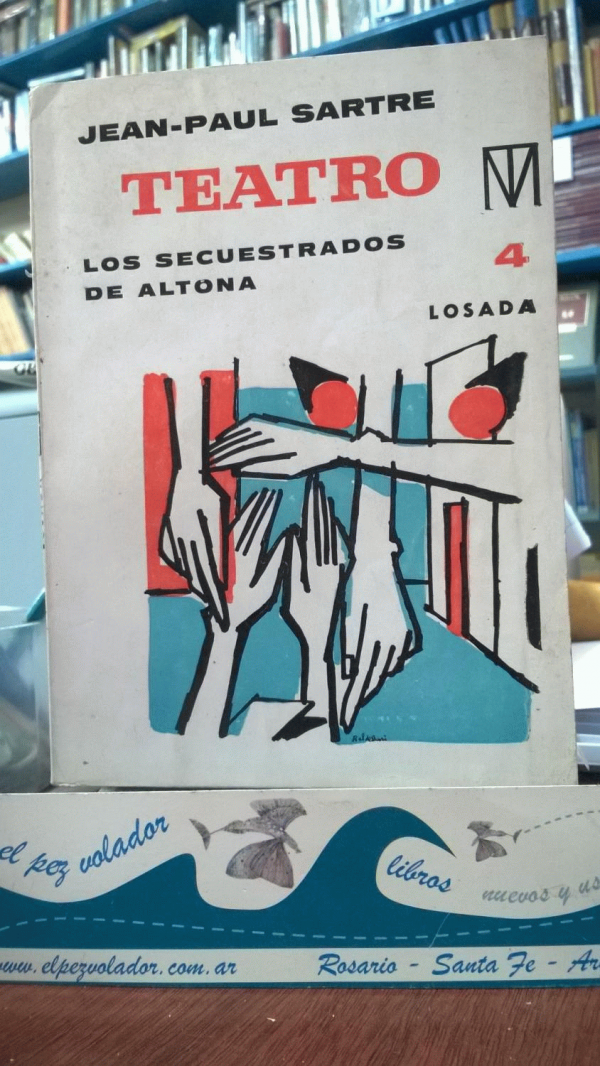 JEAN-PAUL SARTRE
TEATRO
LOS SECUESTRADOS
DE ALTONA
4
LOSADA
el pez volador
libros
nuevos y us
www.elpezvolador.com.ar
Rosario - Santa Fe - Ar